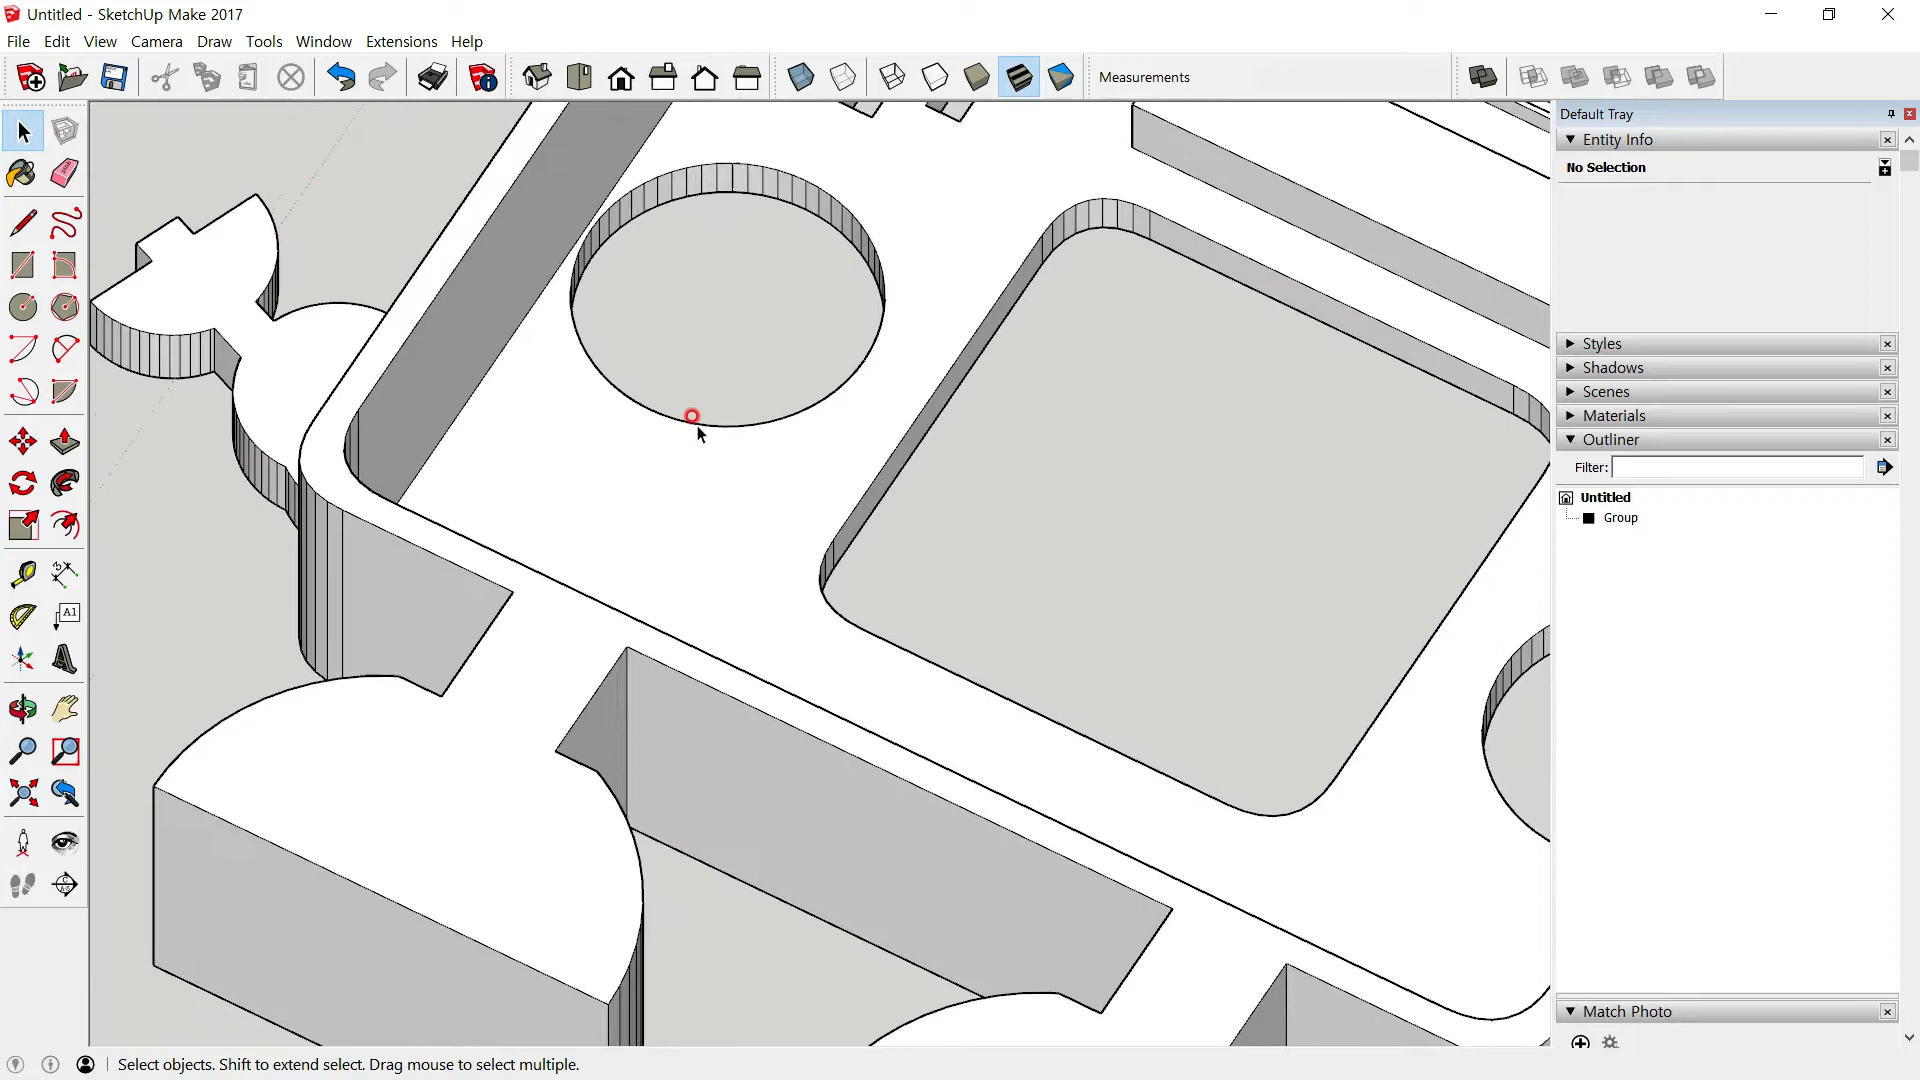 Untitled - SketchUp Make 2017
File Edit View Camera Draw Tools Window Extensions Help
Measurements
Default Tray
Entity Info
No Selection
Styles
Shadows
Scenes
Materials
Outliner
Filter:
Untitled
Group
Match Photo
A1
Select objects. Shift to extend select. Drag mouse to select multiple.